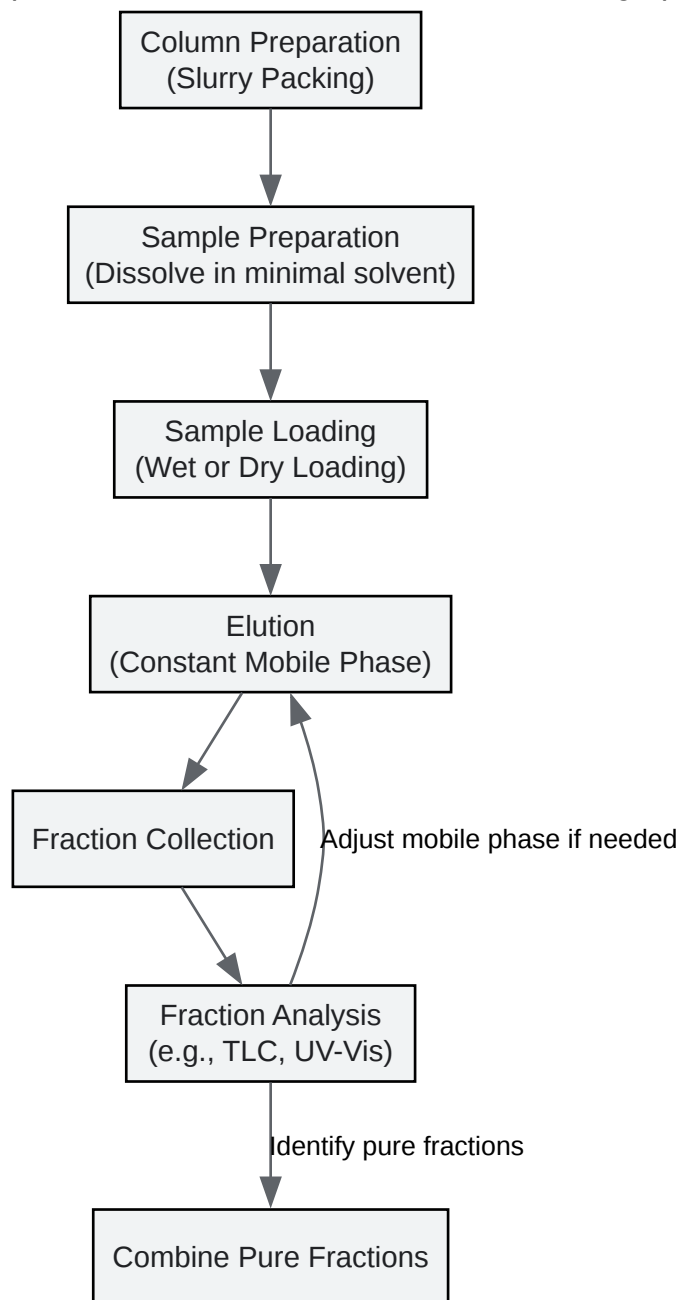 Column Preparation
(Slurry Packing)
Sample Preparation
(Dissolve in minimal solvent)
Sample Loading
(Wet or Dry Loading)
Elution
(Constant Mobile Phase)
Fraction Collection
Adjust mobile phase if needed
Fraction Analysis
(e.g., TLC, UV-Vis)
Identify pure fractions
Combine Pure Fractions